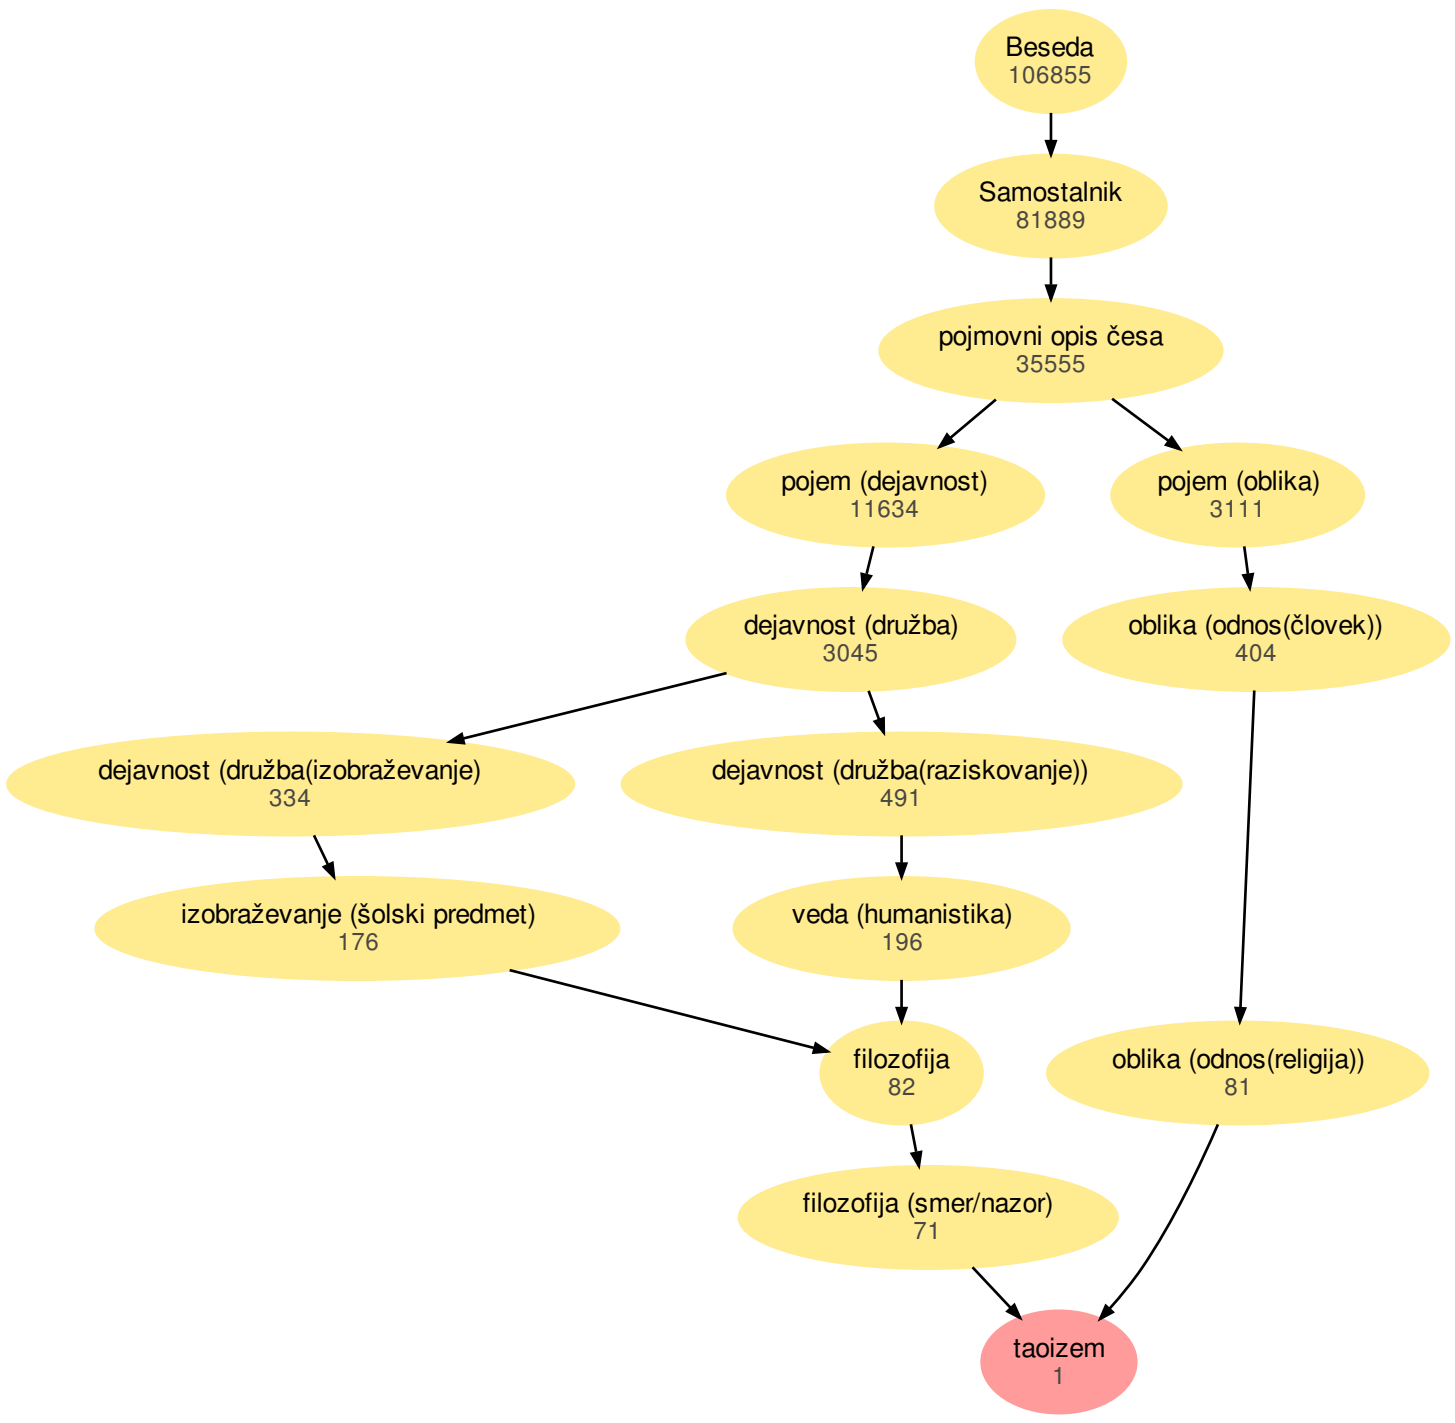 Beseda
106855
Samostalnik
81889
pojmovni opis česa
35555
pojem (dejavnost)
11634
pojem (oblika)
3111
dejavnost (družba)
3045
oblika (odnos(človek))
404
dejavnost (družba(izobraževanje)
334
dejavnost (družba(raziskovanje))
491
izobraževanje (šolski predmet)
176
veda (humanistika)
196
filozofija
82
oblika (odnos(religija))
81
filozofija (smer/nazor)
71
taoizem
1